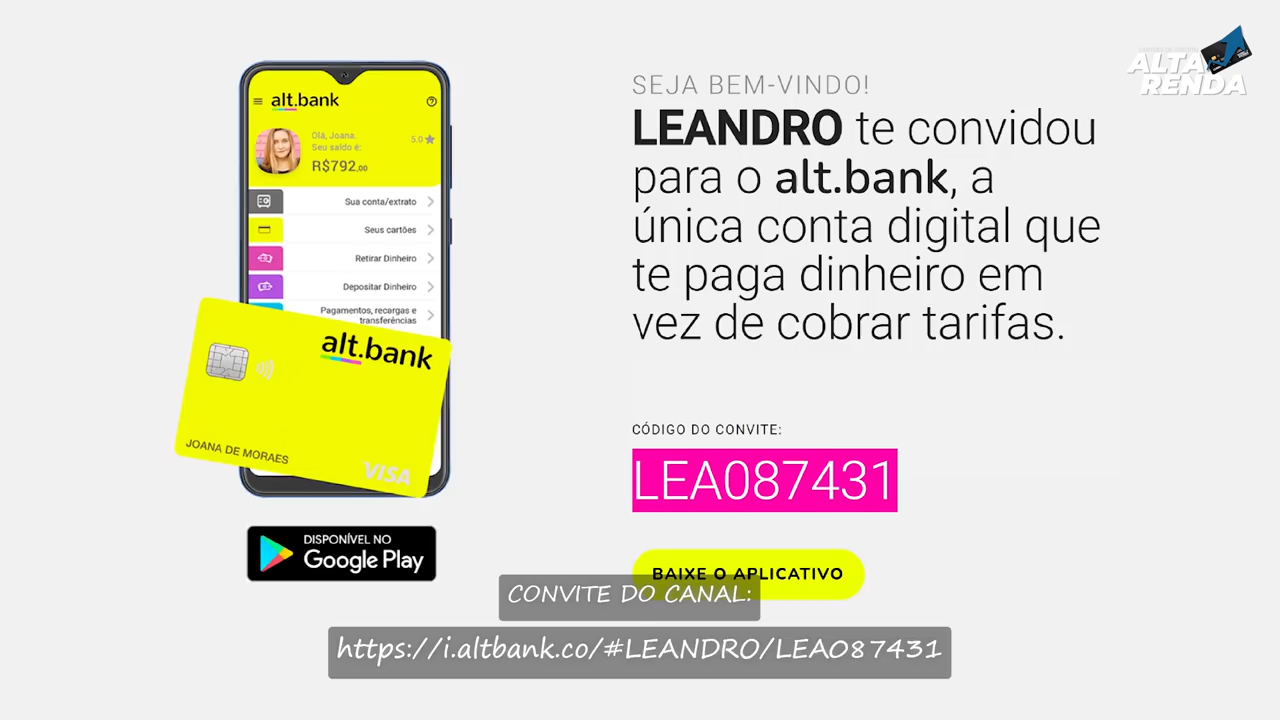 ALTA
RENDA
alt.bank
Olá, Joana.
Seu saldo é:
R$792,00
5.0
Sua conta/extrato
Seus cartões
Retirar Dinheiro
Depositar Dinheiro
Pagamentos, recargas e
transferências
alt.bank
JOANA DE MORAES
VISA
DISPONÍVEL NO
Google Play
SEJA BEM-VINDO!
LEANDRO te convidou
para o alt.bank, a
única conta digital que
te paga dinheiro em
vez de cobrar tarifas.
CÓDIGO DO CONVITE:
LEA087431
BAIXE O APLICATIVO
CONVITE DO CANAL:
https://i.altbank.co/#LEANDRO/LEA087431